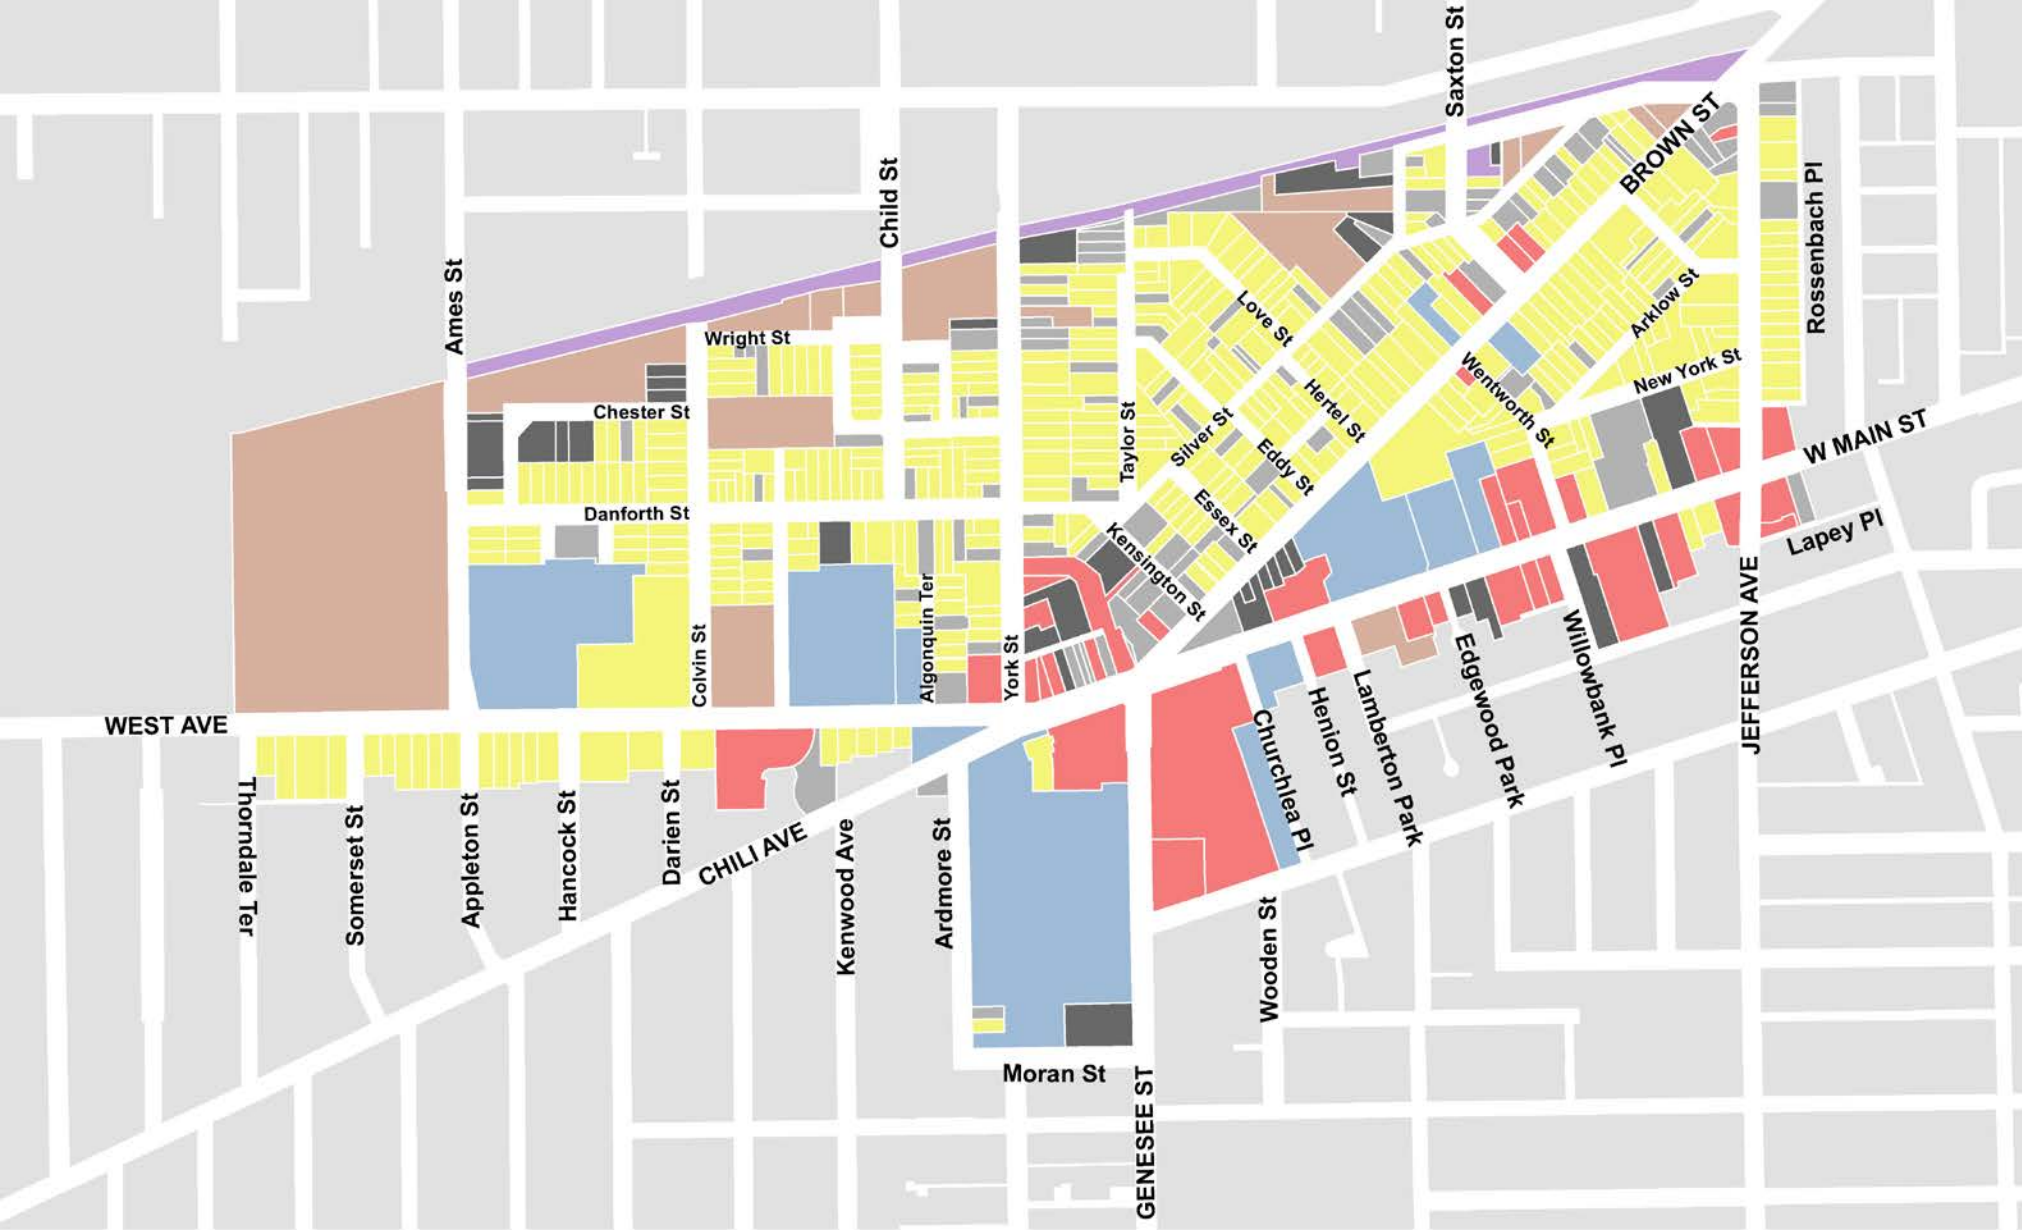 Saxton St
BROWN ST
Child St
Rossenbach Pl
Ames St
Love St
Arklow St
Wright St
New York St
Wentworth St
Hertel St
Chester St
Taylor St
Silver St
Eddy St
W MAIN ST
Danforth St
Essex St
Kensington St
Lapey Pl
Algonquin Ter
Colvin St
York St
JEFFERSON AVE
Willowbank Pl
Edgewood Park
Lamberton Park
Henion St
Churchlea Pl
WEST AVE
Thorndale Ter
Somerset St
Appleton St
Hancock St
Darien St
CHILI AVE
Kenwood Ave
Ardmore St
Wooden St
Moran St
GENESEE ST